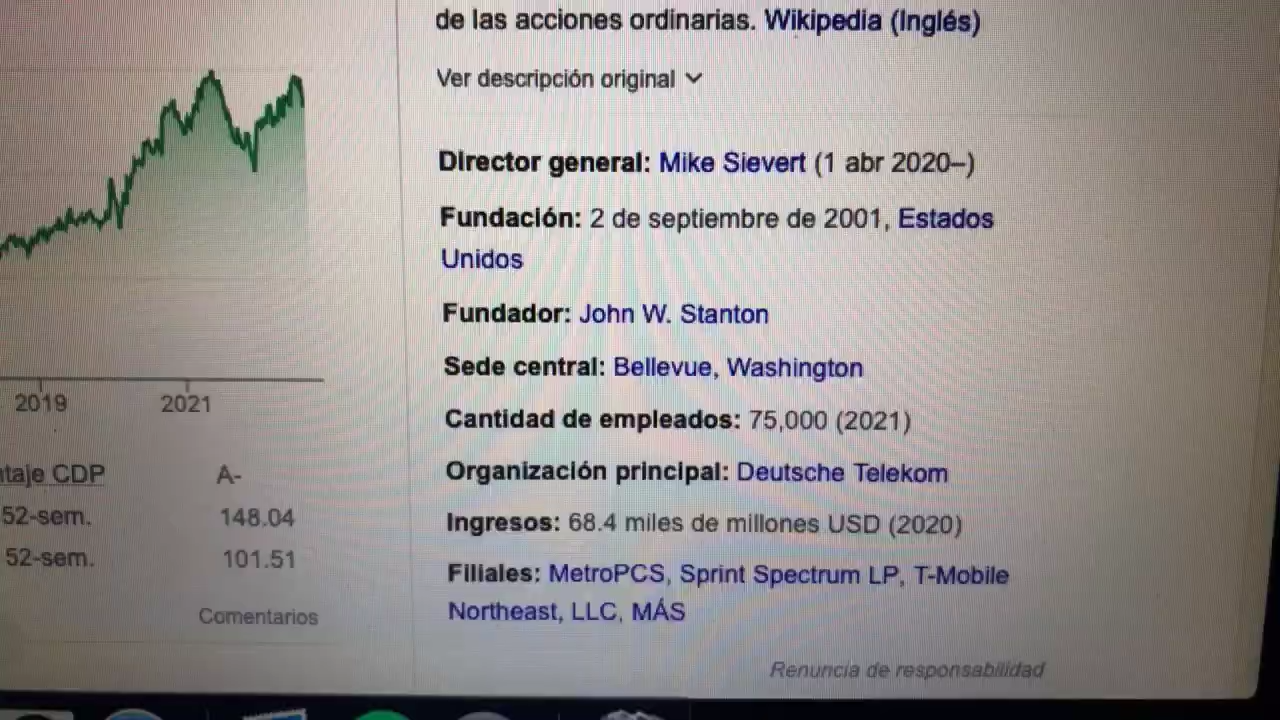 de las acciones ordinarias. Wikipedia (Inglés)
Ver descripción original
Director general: Mike Sievert (1 abr 2020–)
Fundación: 2 de septiembre de 2001, Estados
Unidos
Fundador: John W. Stanton
Sede central: Bellevue, Washington
Cantidad de empleados: 75,000 (2021)
Organización principal: Deutsche Telekom
Ingresos: 68.4 miles de millones USD (2020)
Filiales: MetroPCS, Sprint Spectrum LP, T-Mobile
Northeast, LLC, MÁS
Renuncia de responsabilidad
2019 2021
ntaje CDP A-
52-sem. 148.04
52-sem. 101.51
Comentarios